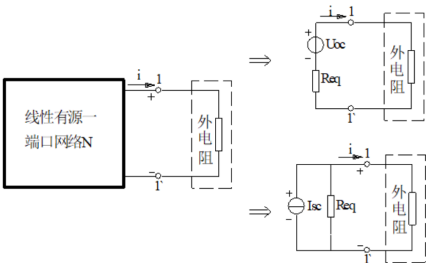 线性有源一
端口网络N
i
1
+
−
1`
外
电
阻
⇒
i
1
+
−
Uoc
Req
1`
外
电
阻
⇒
i
1
+
+
−
Isc
Req
−
1`
外
电
阻